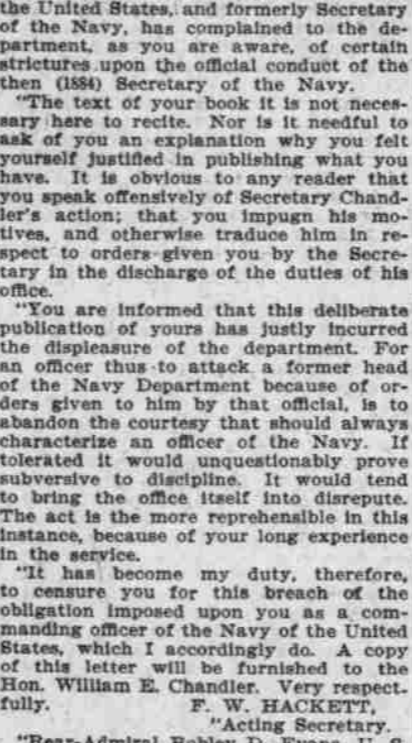 the United States, and formerly Secretary
of the Navy, has complained to the de-
partment, as you are aware, of certain
strictures upon the official conduct of the
then (1884) Secretary of the Navy.
"The text of your book it is not neces-
sary here to recite. Nor is it needful to
ask of you an explanation why you felt
yourself justified in publishing what you
have. It is obvious to any reader that
you speak offensively of Secretary Chand-
ler's action; that you impugn his mo-
tives, and otherwise traduce him in re-
spect to orders given you by the Secre-
tary in the discharge of the duties of his
office.
"You are informed that this deliberate
publication of yours has justly incurred
the displeasure of the department. For
an officer thus to attack a former head
of the Navy Department because of or-
ders given to him by that official, is to
abandon the courtesy that should always
characterize an officer of the Navy. If
tolerated it would unquestionably prove
subversive to discipline. It would tend
to bring the office itself into disrepute.
The act is the more reprehensible in this
instance, because of your long experience
in the service.
"It has become my duty, therefore,
to censure you for this breach of the
obligation imposed upon you as a com-
manding officer of the Navy of the United
States, which I accordingly do. A copy
of this letter will be furnished to the
Hon. William E. Chandler. Very respect-
fully. F. W. HACKETT,
"Acting Secretary.
"Rear-Admiral Robley D. Evans, U. S.